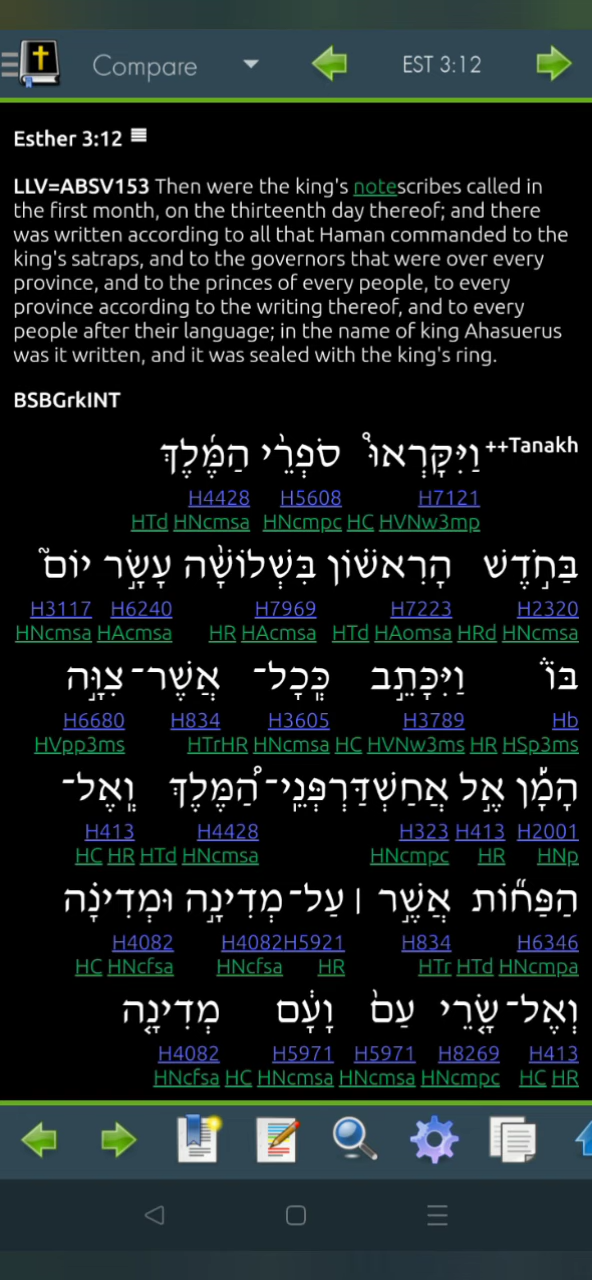 Compare
EST 3:12
Esther 3:12
LLV=ABSV153 Then were the king's notescribes called in
the first month, on the thirteenth day thereof; and there
was written according to all that Haman commanded to the
king's satraps, and to the governors that were over every
province, and to the princes of every people, to every
province according to the writing thereof, and to every
people after their language; in the name of king Ahasuerus
was it written, and it was sealed with the king's ring.
BSBGrkINT
++Tanakh וַיִּקָּרְאוּ֩ סֹפְרֵ֨י הַמֶּ֜לֶךְ
H4428 H5608 H7121
HTd HNcmsa HNcmpc HC HVNw3mp
בַּחֹ֣דֶשׁ הָרִאשׁ֗וֹן בִּשְׁלוֹשָׁ֨ה עָשָׂ֣ר יוֹם֮
H3117 H6240 H7969 H7223 H2320
HNcmsa HAcmsa HR HAcmsa HTd HAomsa HRd HNcmsa
בּוֹ֒ וַיִּכָּתֵ֣ב כְּֽכָל־ אֲשֶׁר־ צִוָּ֣ה
H6680 H834 H3605 H3789 Hb
HVpp3ms HTrHR HNcmsa HC HVNw3ms HR HSp3ms
הָמָ֡ן אֶ֣ל אֲחַשְׁדַּרְפְּנֵֽי־הַ֠מֶּלֶךְ וְֽאֶל־
H413 H4428 H323 H413 H2001
HC HR HTd HNcmsa HNcmpc HR HNp
הַפַּח֞וֹת אֲשֶׁ֣ר ׀ עַל־ מְדִינָ֣ה וּמְדִינָ֗ה
H4082 H4082H5921 H834 H6346
HC HNcfsa HNcfsa HR HTr HTd HNcmpa
וְאֶל־ שָׂ֤רֵי עַם֙ וָעָ֔ם מְדִינָ֤ה
H4082 H5971 H5971 H8269 H413
HNcfsa HC HNcmsa HNcmsa HNcmpc HC HR